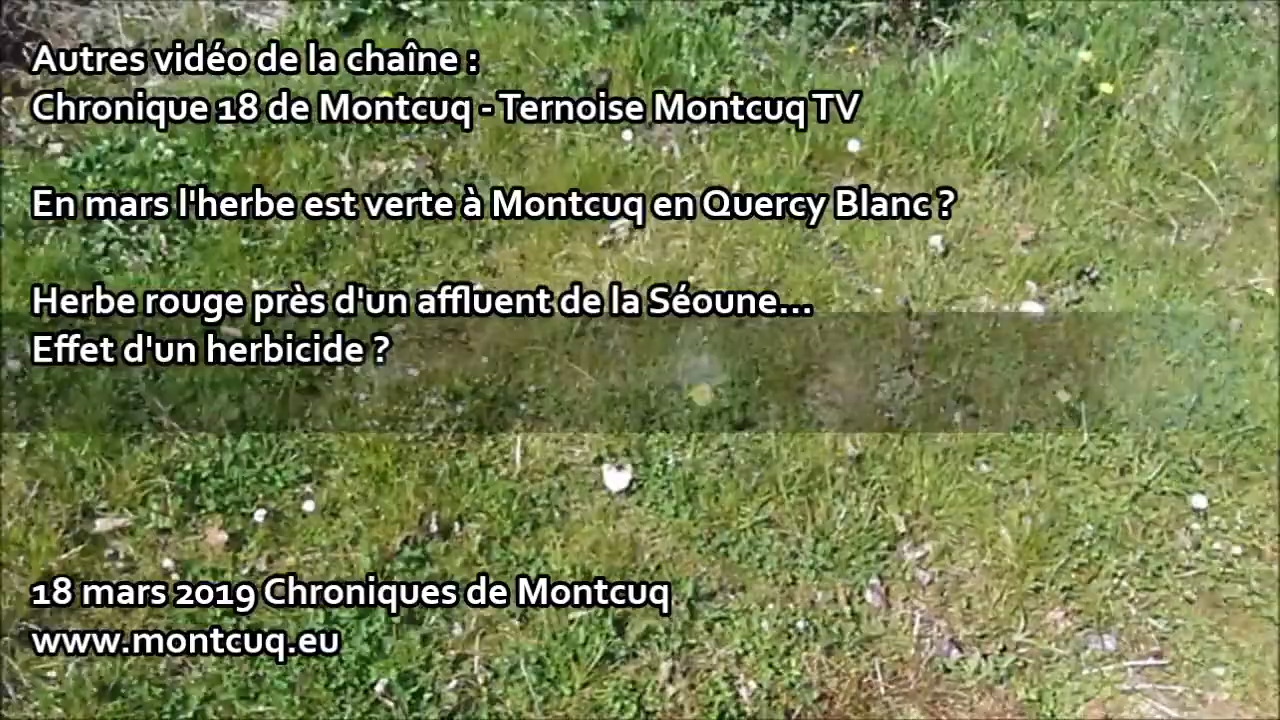 Autres vidéo de la chaîne :
Chronique 18 de Montcuq - Ternoise Montcuq TV
En mars l'herbe est verte à Montcuq en Quercy Blanc ?
Herbe rouge près d'un affluent de la Séoune...
Effet d'un herbicide ?
18 mars 2019 Chroniques de Montcuq
www.montcuq.eu